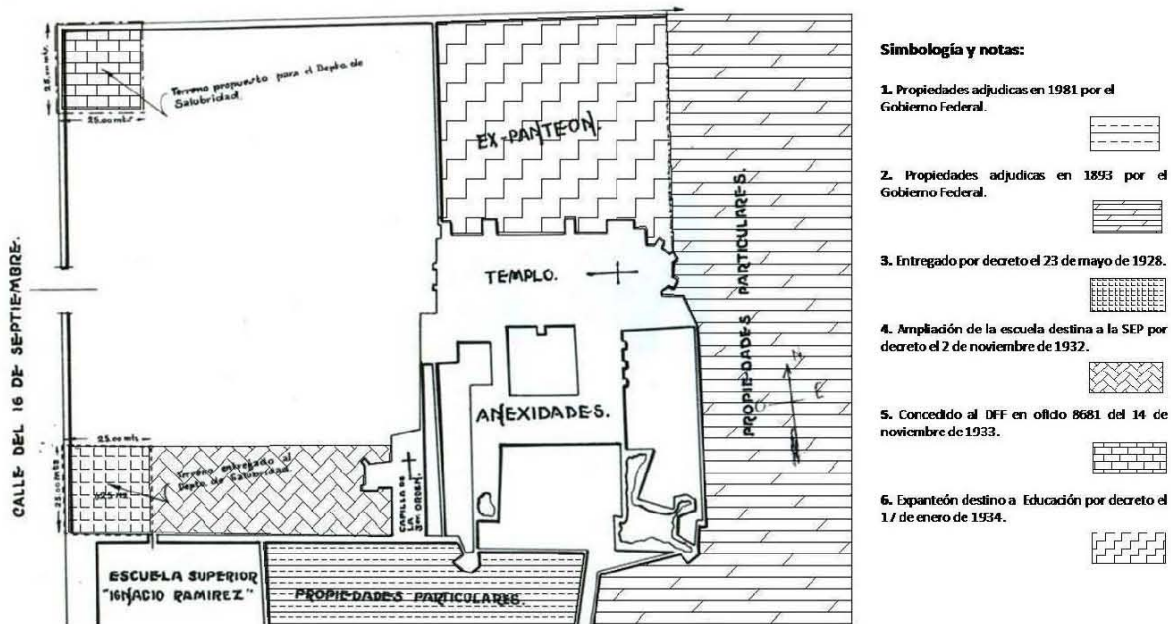 25.00 mts.
Terreno propuesto para el Depto. de
Salubridad.
25.00 mts
EX-PANTEON.
CALLE DEL 16 DE SEPTIEMBRE.
TEMPLO.
PROPIEDADES PARTICULARES.
N
O E
ANEXIDADES.
25.00 mts
25.00 mts
Terreno entregado al
Depto. de Salubridad.
CAPILLA DE
LA
3er ORDEN.
ESCUELA SUPERIOR
"IGNACIO RAMIREZ"
PROPIEDADES PARTICULARES.
Simbología y notas:
1. Propiedades adjudicas en 1981 por el
Gobierno Federal.
2. Propiedades adjudicas en 1893 por el
Gobierno Federal.
3. Entregado por decreto el 23 de mayo de 1928.
4. Ampliación de la escuela destina a la SEP por
decreto el 2 de noviembre de 1932.
5. Concedido al DFF en oficio 8681 del 14 de
noviembre de 1933.
6. Expanteón destino a Educación por decreto el
17 de enero de 1934.